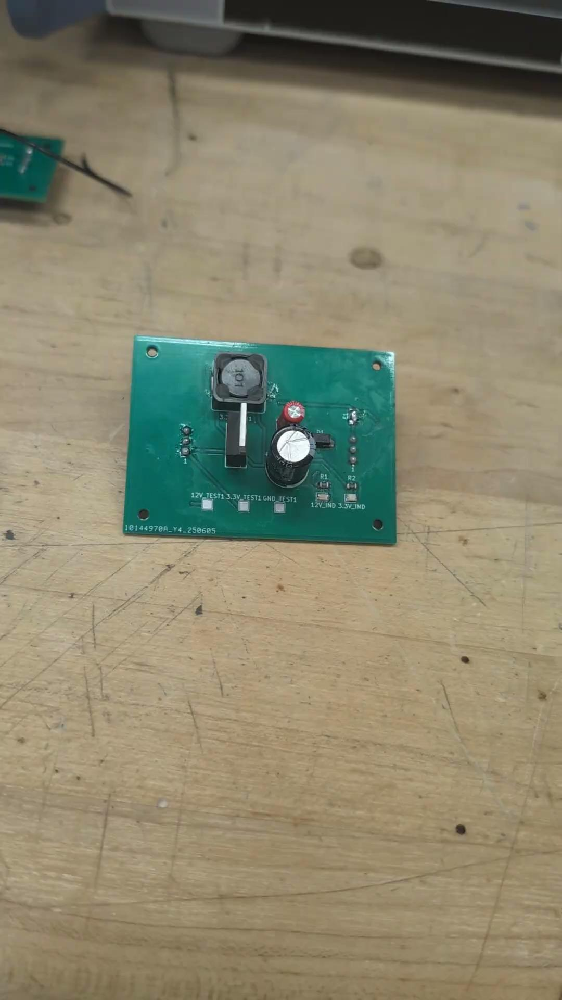 101
D1
1
1
R1
R2
12V_TEST1
3.3V_TEST1
GND_TEST1
12V_IND
3.3V_IND
10144970A_Y4_250605